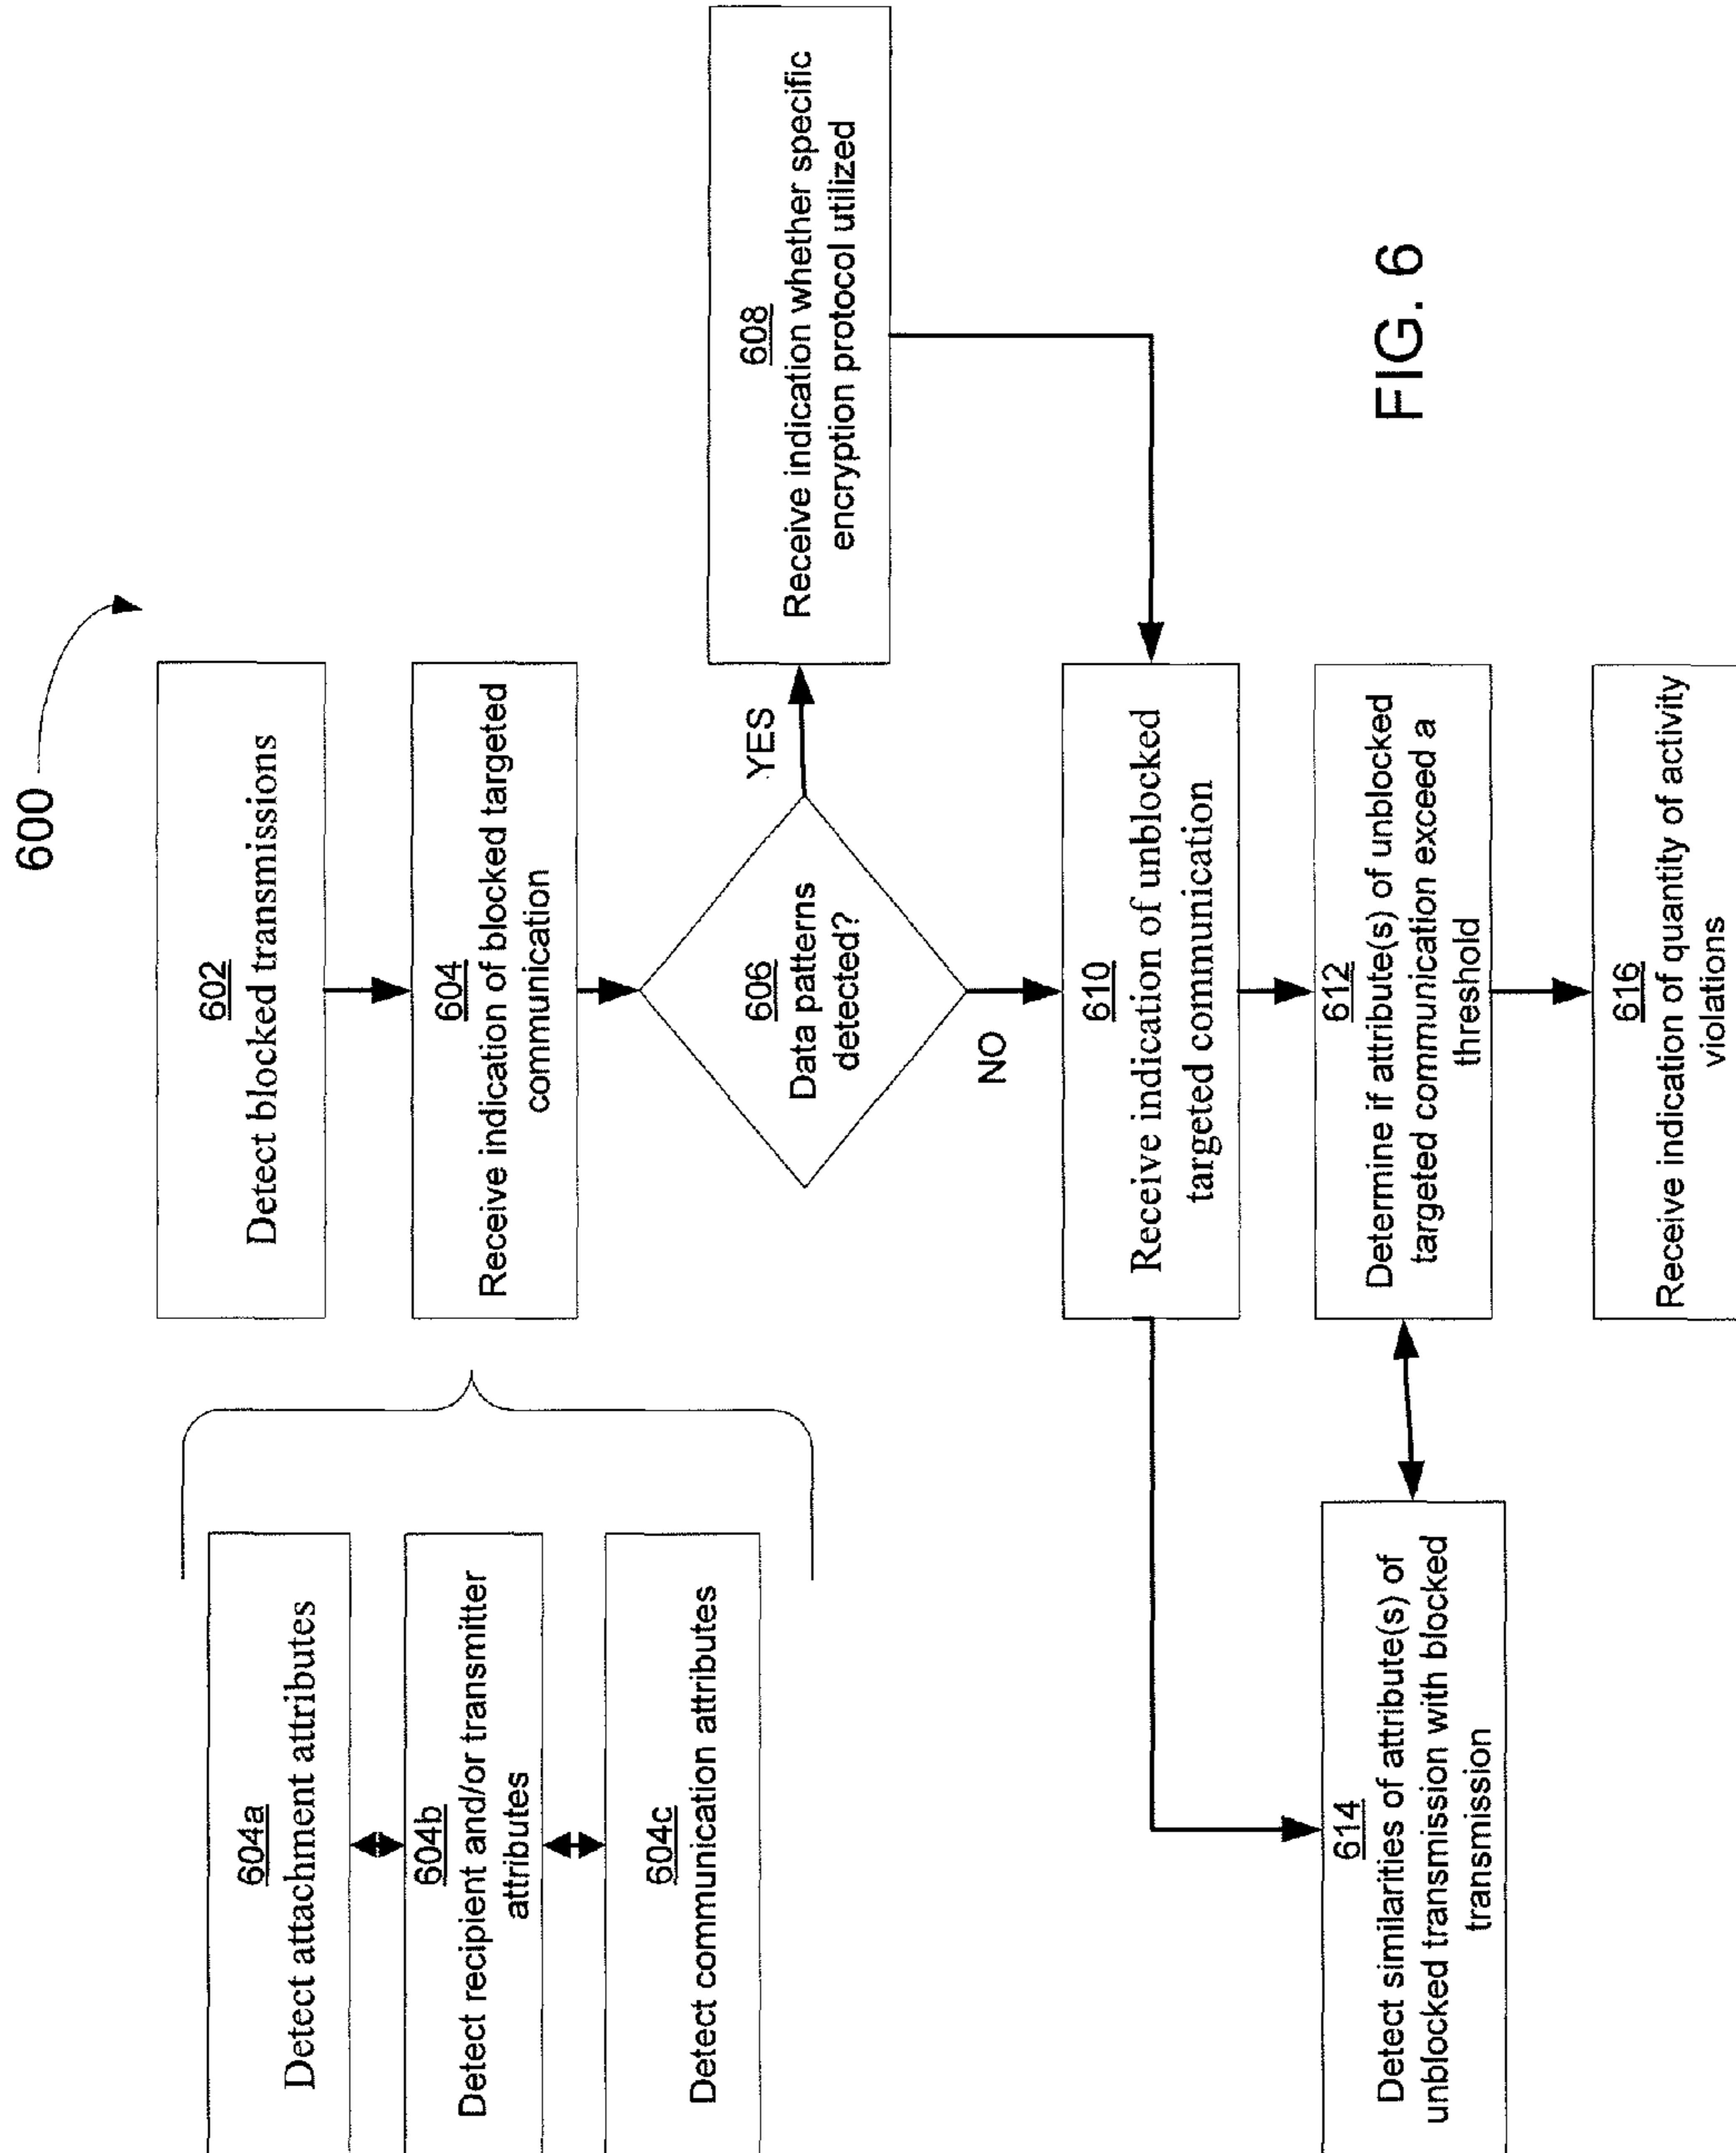 600
602
Detect blocked transmissions
604
Receive indication of blocked targeted
communication
604a
Detect attachment attributes
604b
Detect recipient and/or transmitter
attributes
604c
Detect communication attributes
606
Data patterns
detected?
YES
NO
608
Receive indication whether specific
encryption protocol utilized
610
Receive indication of unblocked
targeted communication
612
Determine if attribute(s) of unblocked
targeted communication exceed a
threshold
614
Detect similarities of attribute(s) of
unblocked transmission with blocked
transmission
616
Receive indication of quantity of activity
violations
FIG. 6